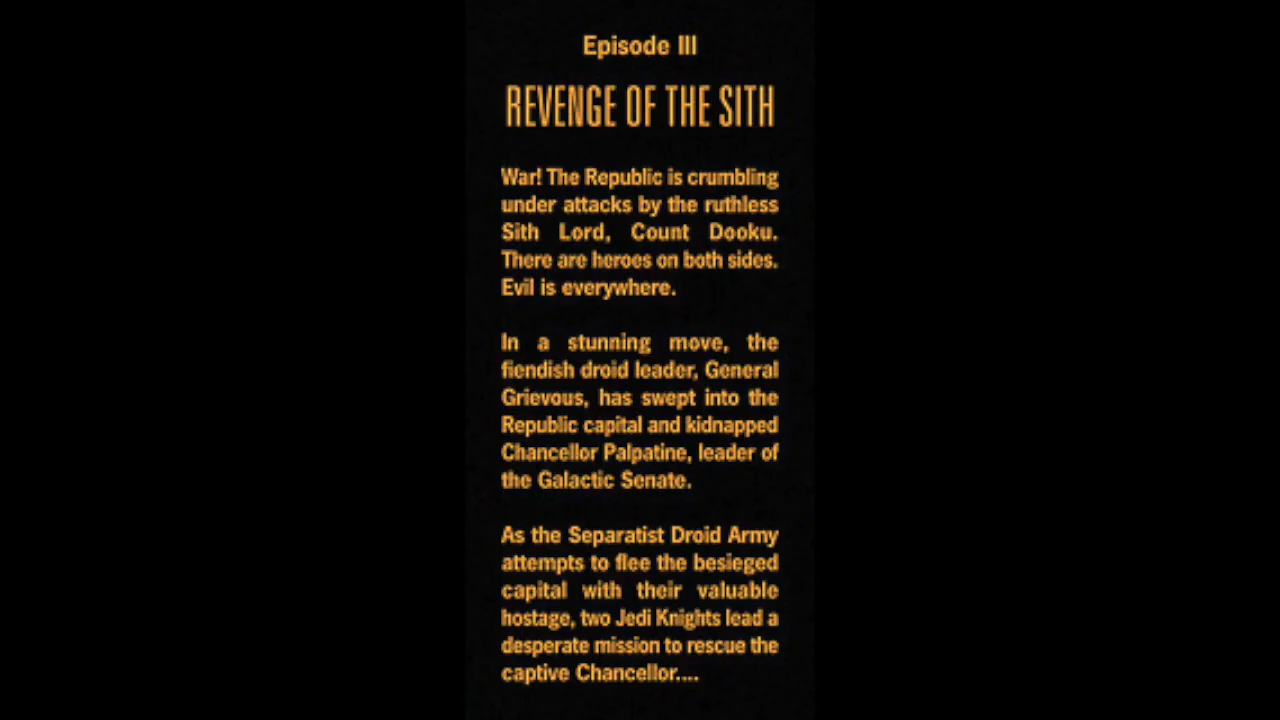 Episode III
REVENGE OF THE SITH
War! The Republic is crumbling
under attacks by the ruthless
Sith Lord, Count Dooku.
There are heroes on both sides.
Evil is everywhere.
In a stunning move, the
fiendish droid leader, General
Grievous, has swept into the
Republic capital and kidnapped
Chancellor Palpatine, leader of
the Galactic Senate.
As the Separatist Droid Army
attempts to flee the besieged
capital with their valuable
hostage, two Jedi Knights lead a
desperate mission to rescue the
captive Chancellor....